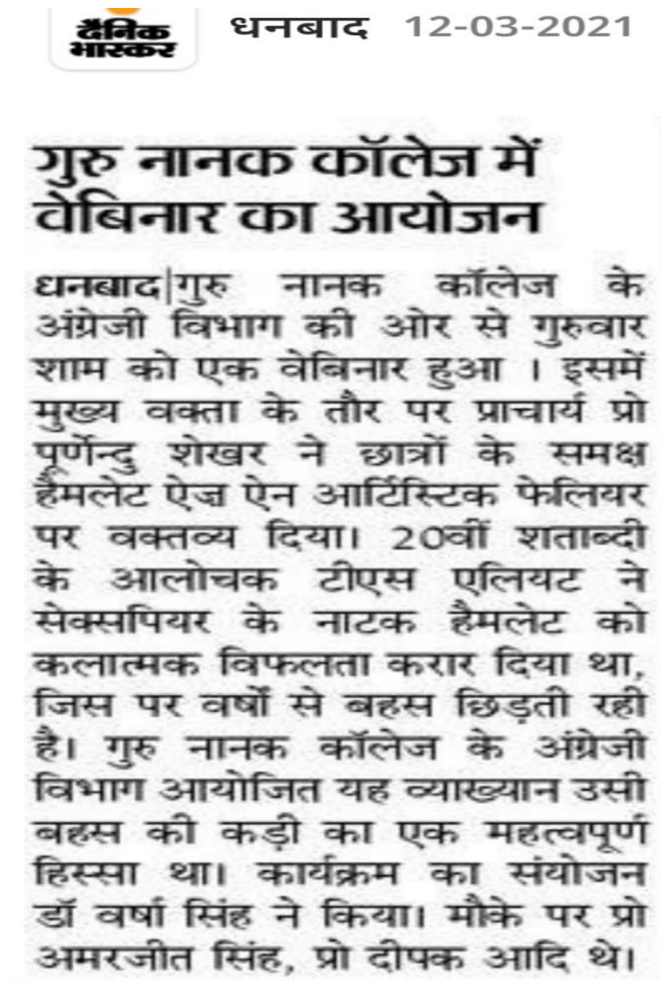 दैनिक
भास्कर
धनबाद 12-03-2021
गुरु नानक कॉलेज में
वेबिनार का आयोजन
धनबाद|गुरु नानक कॉलेज के
अंग्रेजी विभाग की ओर से गुरुवार
शाम को एक वेबिनार हुआ । इसमें
मुख्य वक्ता के तौर पर प्राचार्य प्रो
पूर्णेन्दु शेखर ने छात्रों के समक्ष
हैमलेट ऐज ऐन आर्टिस्टिक फेलियर
पर वक्तव्य दिया। 20वीं शताब्दी
के आलोचक टीएस एलियट ने
सेक्सपियर के नाटक हैमलेट को
कलात्मक विफलता करार दिया था,
जिस पर वर्षों से बहस छिड़ती रही
है। गुरु नानक कॉलेज के अंग्रेजी
विभाग आयोजित यह व्याख्यान उसी
बहस की कड़ी का एक महत्वपूर्ण
हिस्सा था। कार्यक्रम का संयोजन
डॉ वर्षा सिंह ने किया। मौके पर प्रो
अमरजीत सिंह, प्रो दीपक आदि थे।